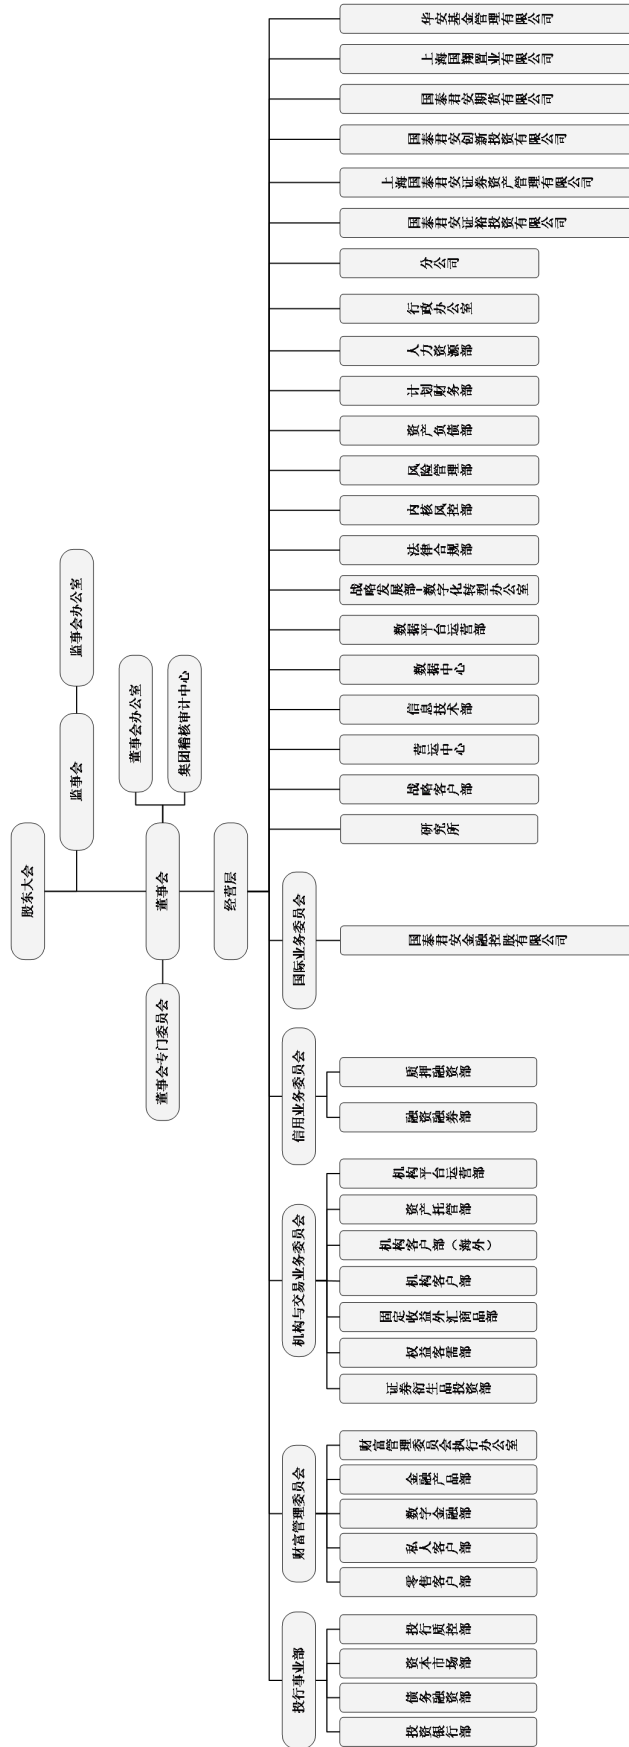 股东大会
监事会
监事会办公室
董事会办公室
董事会专门委员会
董事会
集团稽核审计中心
经营层
投行事业部
财富管理委员会
机构与交易业务委员会
信用业务委员会
国际业务委员会
投资银行部
债务融资部
资本市场部
投行质控部
零售客户部
私人客户部
数字金融部
金融产品部
财富管理委员会执行办公室
证券衍生品投资部
权益客需部
固定收益外汇商品部
机构客户部
机构客户部（海外）
资产托管部
机构平台运营部
融资融券部
质押融资部
国泰君安金融控股有限公司
研究所
战略客户部
营运中心
信息技术部
数据中心
数据平台运营部
战略发展部-数字化转型办公室
法律合规部
内核风控部
风险管理部
资产负债部
计划财务部
人力资源部
行政办公室
分公司
国泰君安证裕投资有限公司
上海国泰君安证券资产管理有限公司
国泰君安创新投资有限公司
国泰君安期货有限公司
上海国翔置业有限公司
华安基金管理有限公司